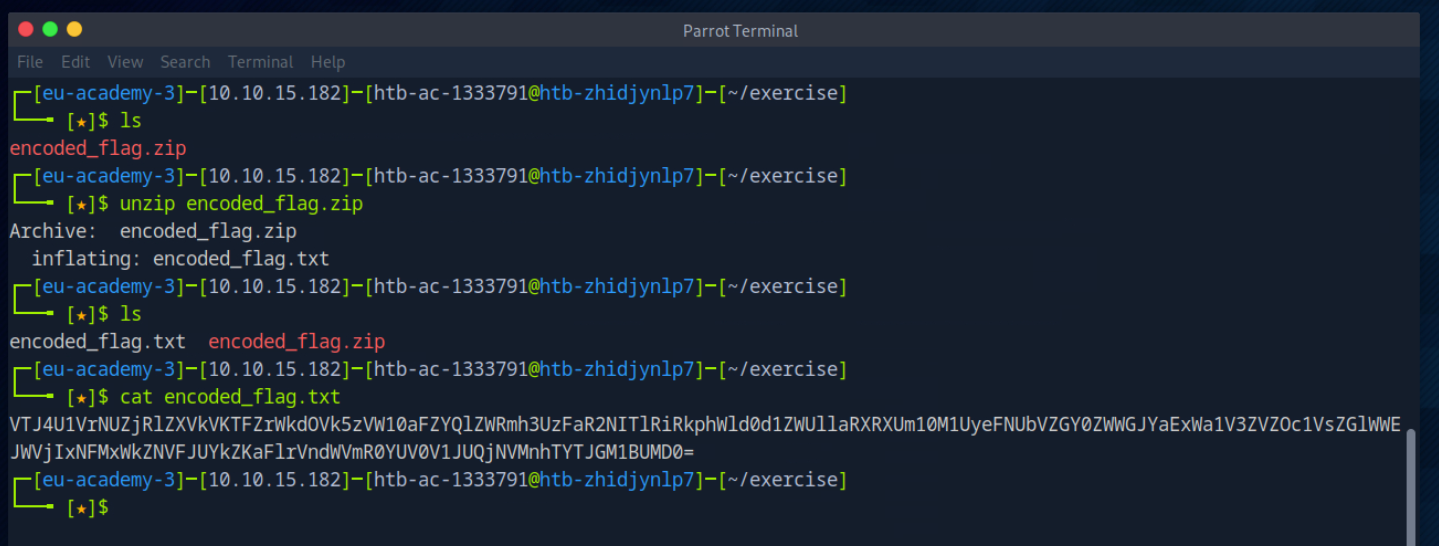 Parrot Terminal
File Edit View Search Terminal Help
┌─[eu-academy-3]─[10.10.15.182]─[htb-ac-1333791@htb-zhidjynlp7]─[~/exercise]
└──╼ [★]$ ls
encoded_flag.zip
┌─[eu-academy-3]─[10.10.15.182]─[htb-ac-1333791@htb-zhidjynlp7]─[~/exercise]
└──╼ [★]$ unzip encoded_flag.zip
Archive:  encoded_flag.zip
  inflating: encoded_flag.txt
┌─[eu-academy-3]─[10.10.15.182]─[htb-ac-1333791@htb-zhidjynlp7]─[~/exercise]
└──╼ [★]$ ls
encoded_flag.txt  encoded_flag.zip
┌─[eu-academy-3]─[10.10.15.182]─[htb-ac-1333791@htb-zhidjynlp7]─[~/exercise]
└──╼ [★]$ cat encoded_flag.txt
VTJ4U1VrNUZjRlZXVkVKTFZrWkdOVk5zVW10aFZYQlZWRmh3UzFaR2NITlRiRkphWld0d1ZWUllaRXRXUm10M1UyeFNUbVZGY0ZWWGJYaExWa1V3ZVZOc1VsZGlWWE
JWVjIxNFMxWkZNVFJUYkZKaFlrVndWVmR0YUV0V1JUQjNVMnhTYTJGM1BUMD0=
┌─[eu-academy-3]─[10.10.15.182]─[htb-ac-1333791@htb-zhidjynlp7]─[~/exercise]
└──╼ [★]$